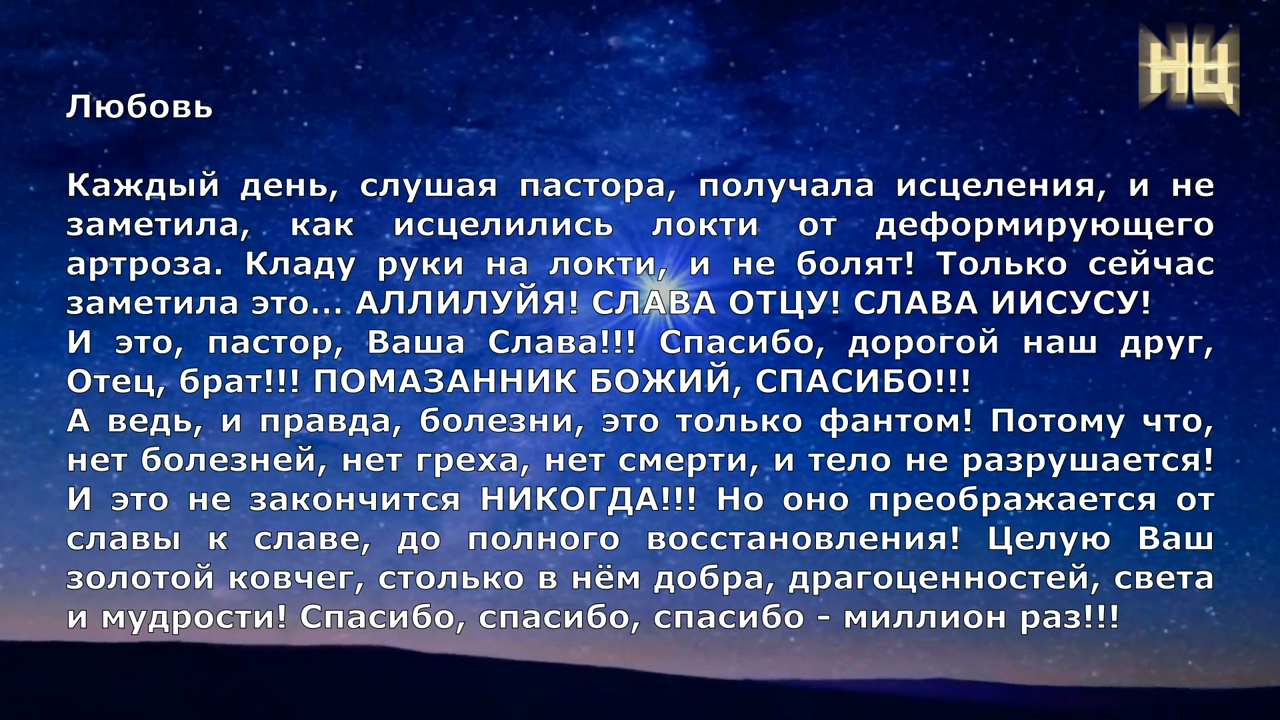 НЦ
Любовь
Каждый день, слушая пастора, получала исцеления, и не
заметила, как исцелились локти от деформирующего
артроза. Кладу руки на локти, и не болят! Только сейчас
заметила это... АЛЛИЛУЙЯ! СЛАВА ОТЦУ! СЛАВА ИИСУСУ!
И это, пастор, Ваша Слава!!! Спасибо, дорогой наш друг,
Отец, брат!!! ПОМАЗАННИК БОЖИЙ, СПАСИБО!!!
А ведь, и правда, болезни, это только фантом! Потому что,
нет болезней, нет греха, нет смерти, и тело не разрушается!
И это не закончится НИКОГДА!!! Но оно преображается от
славы к славе, до полного восстановления! Целую Ваш
золотой ковчег, столько в нём добра, драгоценностей, света
и мудрости! Спасибо, спасибо, спасибо - миллион раз!!!